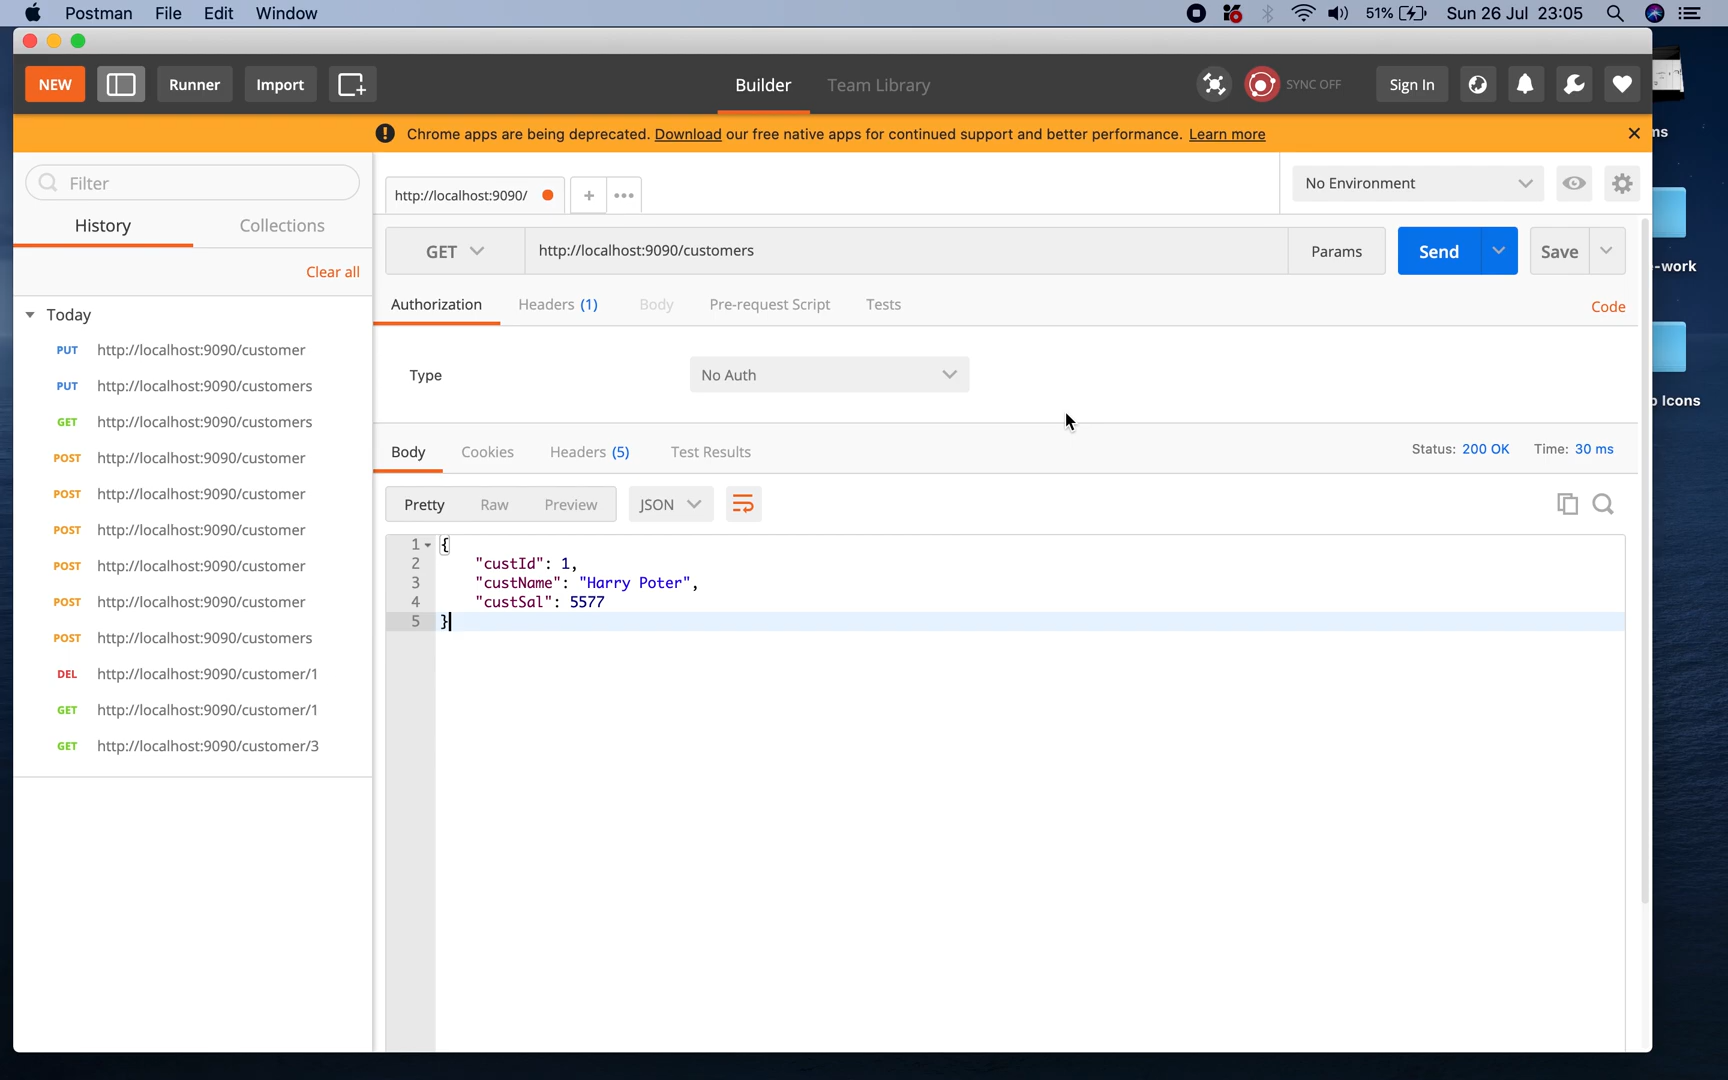 Postman File Edit Window 51% Sun 26 Jul 23:05
NEW Runner Import Builder Team Library SYNC OFF Sign In
! Chrome apps are being deprecated. Download our free native apps for continued support and better performance. Learn more
ms
Filter http://localhost:9090/ + No Environment
History Collections
GET http://localhost:9090/customers Params Send Save
-work
Clear all
Authorization Headers (1) Body Pre-request Script Tests Code
Today
PUT http://localhost:9090/customer
PUT http://localhost:9090/customers
GET http://localhost:9090/customers
POST http://localhost:9090/customer
POST http://localhost:9090/customer
POST http://localhost:9090/customer
POST http://localhost:9090/customer
POST http://localhost:9090/customer
POST http://localhost:9090/customers
DEL http://localhost:9090/customer/1
GET http://localhost:9090/customer/1
GET http://localhost:9090/customer/3
Type No Auth
Icons
Body Cookies Headers (5) Test Results Status: 200 OK Time: 30 ms
Pretty Raw Preview JSON
1 {
2 "custId": 1,
3 "custName": "Harry Poter",
4 "custSal": 5577
5 }